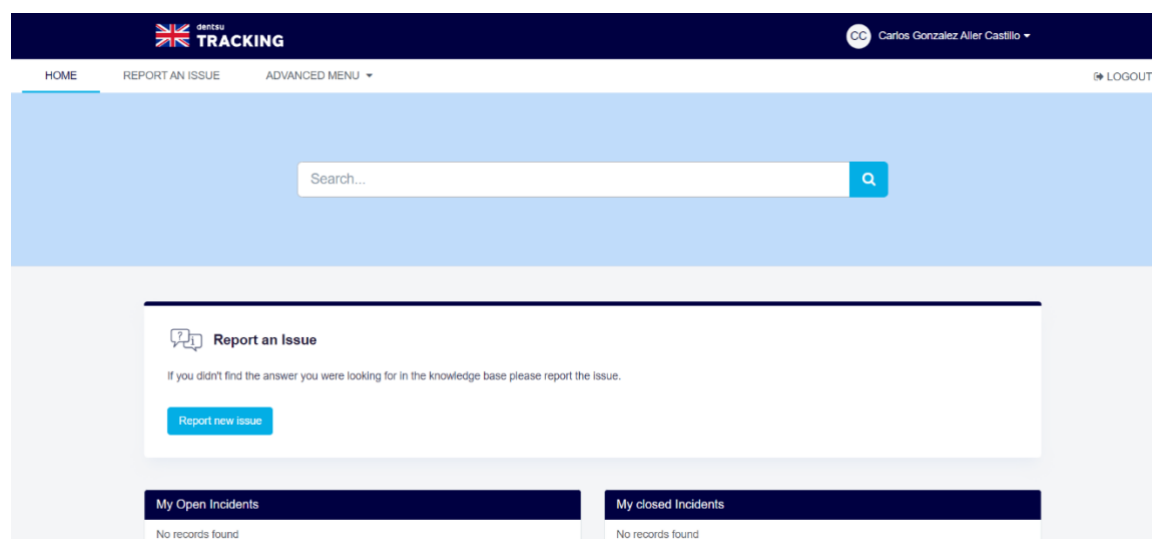 dentsu
TRACKING
CC Carlos Gonzalez Aller Castillo
HOME REPORT AN ISSUE ADVANCED MENU LOGOUT
Search...
Report an Issue
If you didn't find the answer you were looking for in the knowledge base please report the issue.
Report new issue
My Open Incidents My closed Incidents
No records found No records found